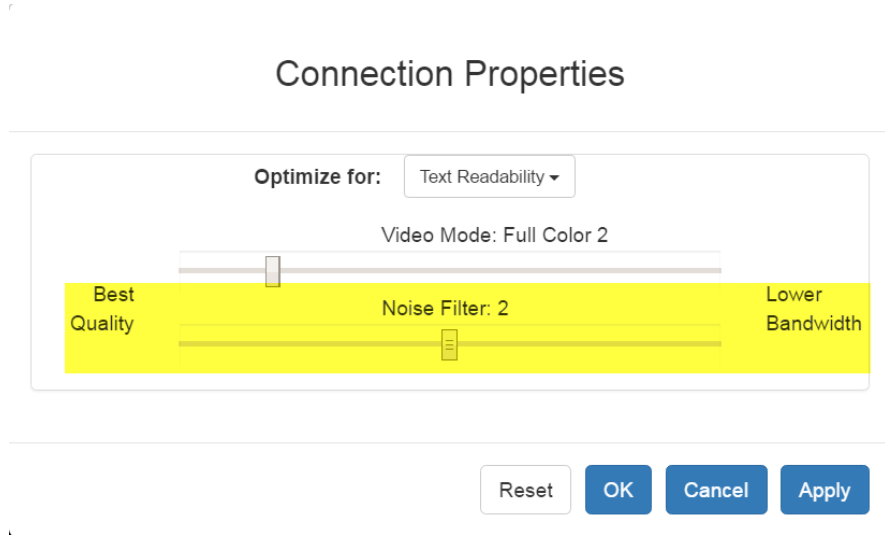 Connection Properties
Optimize for: Text Readability
Video Mode: Full Color 2
Best
Quality
Noise Filter: 2
Lower
Bandwidth
Reset OK Cancel Apply